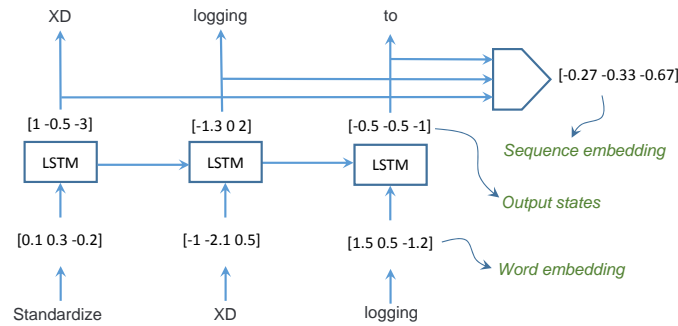 XD logging to
[-0.27 -0.33 -0.67]
[1 -0.5 -3] [-1.3 0 2] [-0.5 -0.5 -1]
Sequence embedding
LSTM LSTM LSTM
Output states
[0.1 0.3 -0.2] [-1 -2.1 0.5] [1.5 0.5 -1.2]
Word embedding
Standardize XD logging